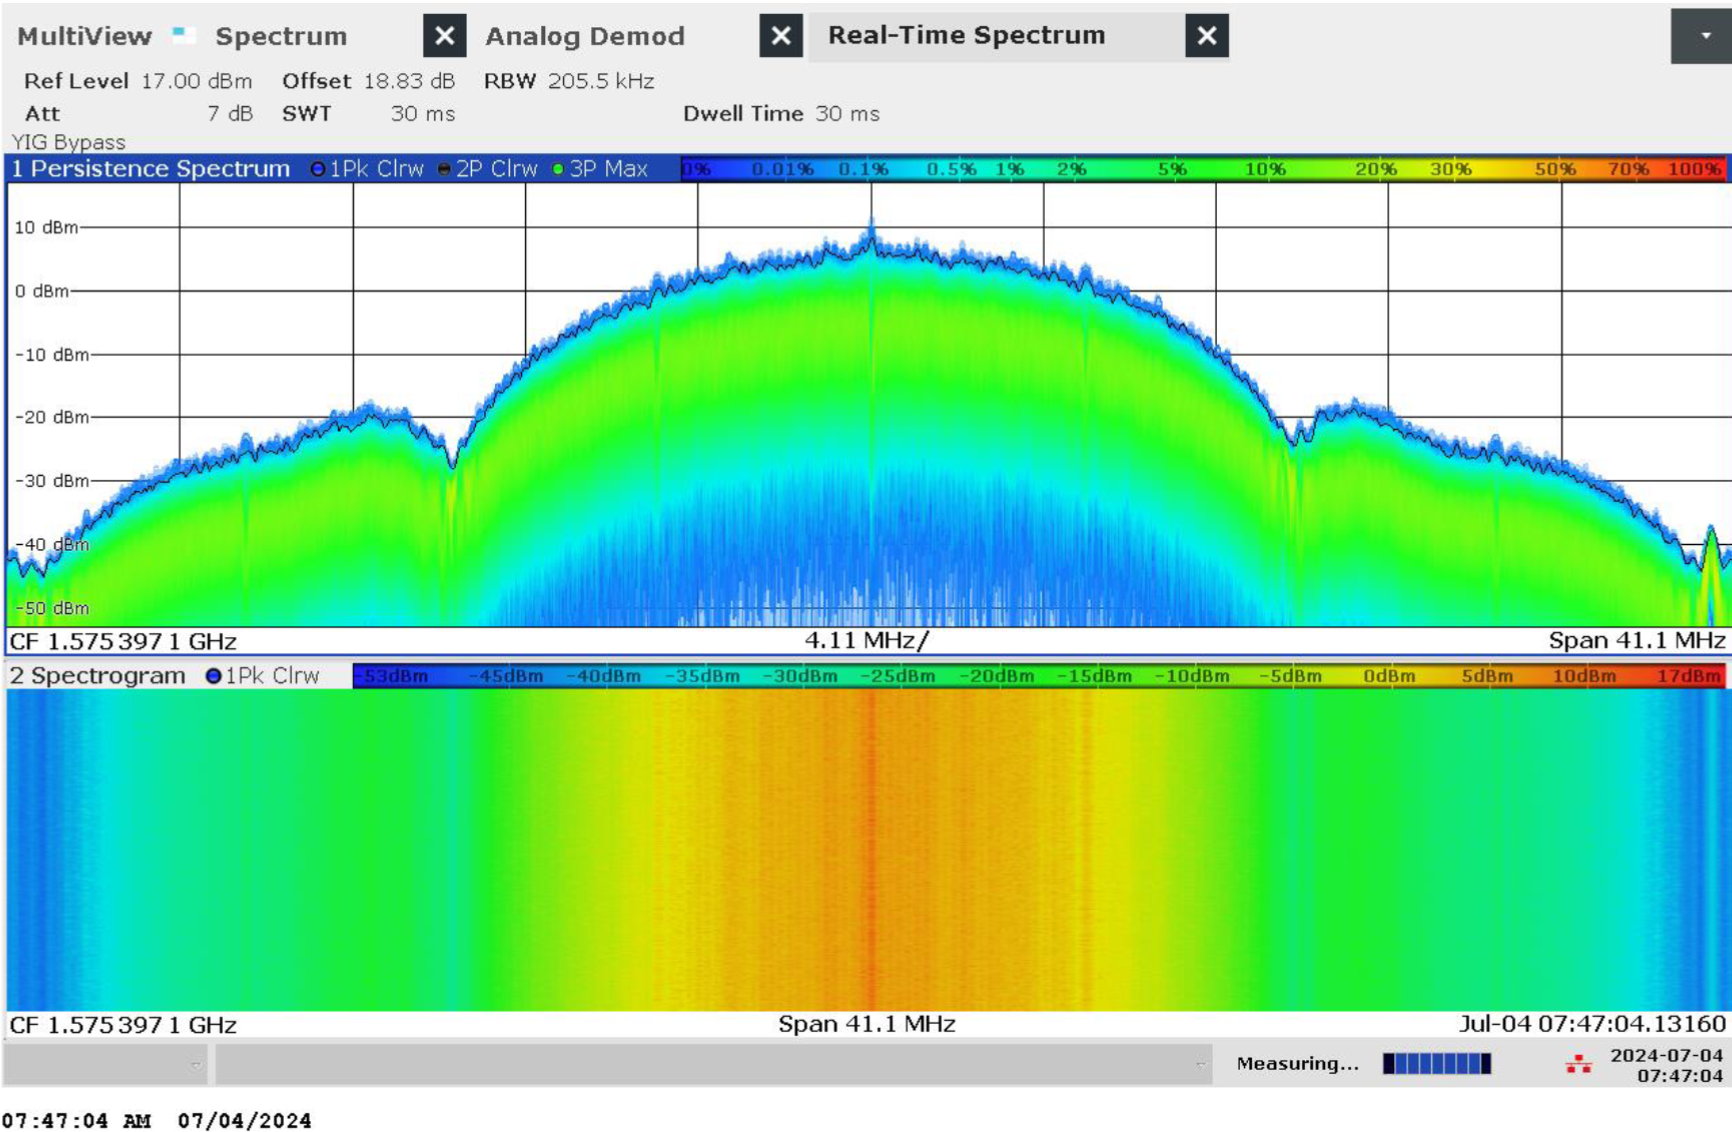 MultiView Spectrum X Analog Demod X Real-Time Spectrum X
Ref Level 17.00 dBm Offset 18.83 dB RBW 205.5 kHz
Att 7 dB SWT 30 ms Dwell Time 30 ms
YIG Bypass
1 Persistence Spectrum 1Pk Clrw 2P Clrw 3P Max 0% 0.01% 0.1% 0.5% 1% 2% 5% 10% 20% 30% 50% 70% 100%
10 dBm
0 dBm
-10 dBm
-20 dBm
-30 dBm
-40 dBm
-50 dBm
CF 1.575 397 1 GHz 4.11 MHz/ Span 41.1 MHz
2 Spectrogram 1Pk Clrw -53dBm -45dBm -40dBm -35dBm -30dBm -25dBm -20dBm -15dBm -10dBm -5dBm 0dBm 5dBm 10dBm 17dBm
CF 1.575 397 1 GHz Span 41.1 MHz Jul-04 07:47:04.13160
Measuring... 2024-07-04
07:47:04
07:47:04 AM 07/04/2024